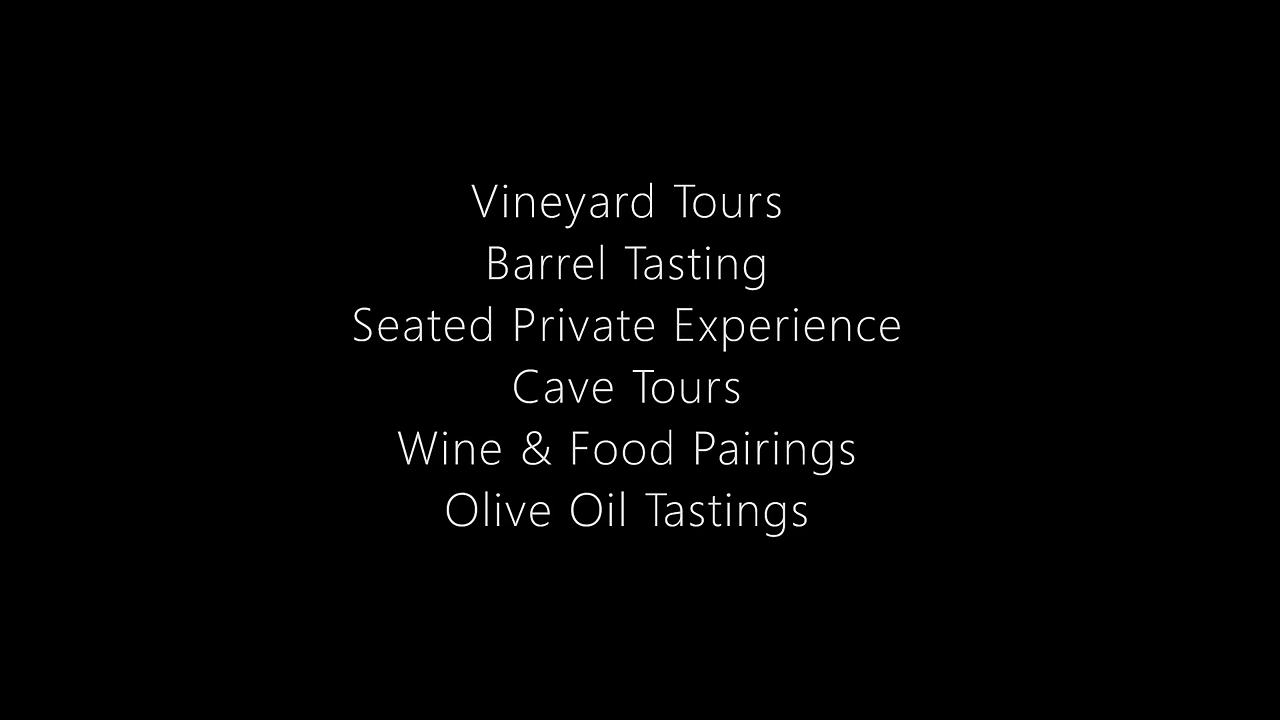 Vineyard Tours
Barrel Tasting
Seated Private Experience
Cave Tours
Wine & Food Pairings
Olive Oil Tastings